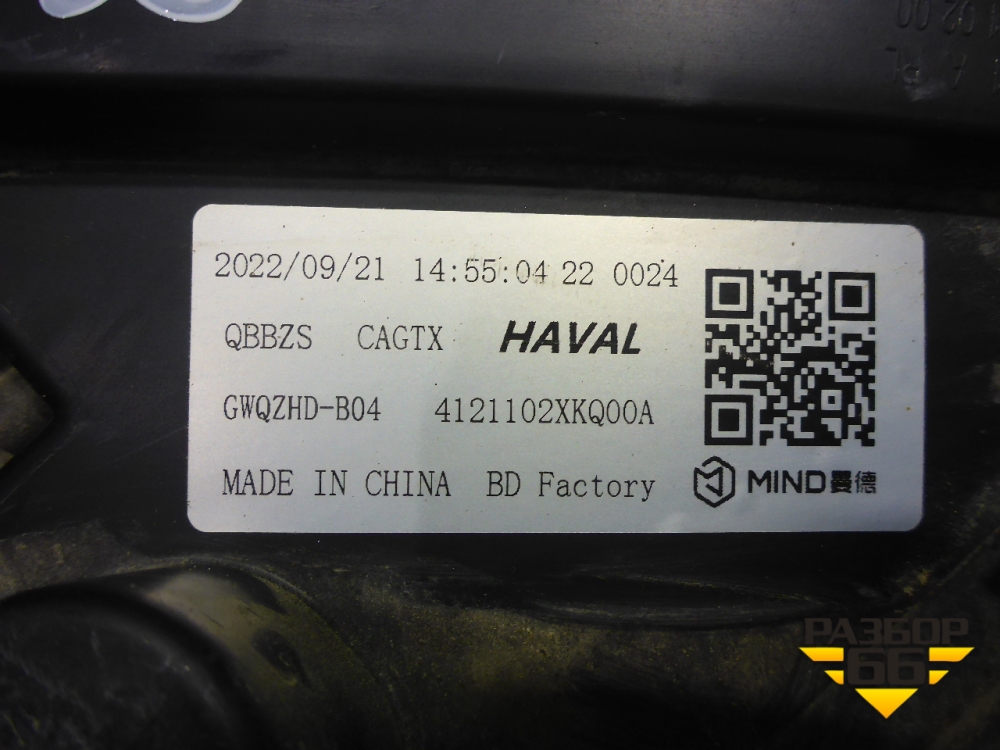 2022/09/21 14:55:04 22 0024
QBBZS CAGTX HAVAL
GWQZHD-B04 4121102XKQ00A
MADE IN CHINA BD Factory MIND曼德
РАЗБОР
66